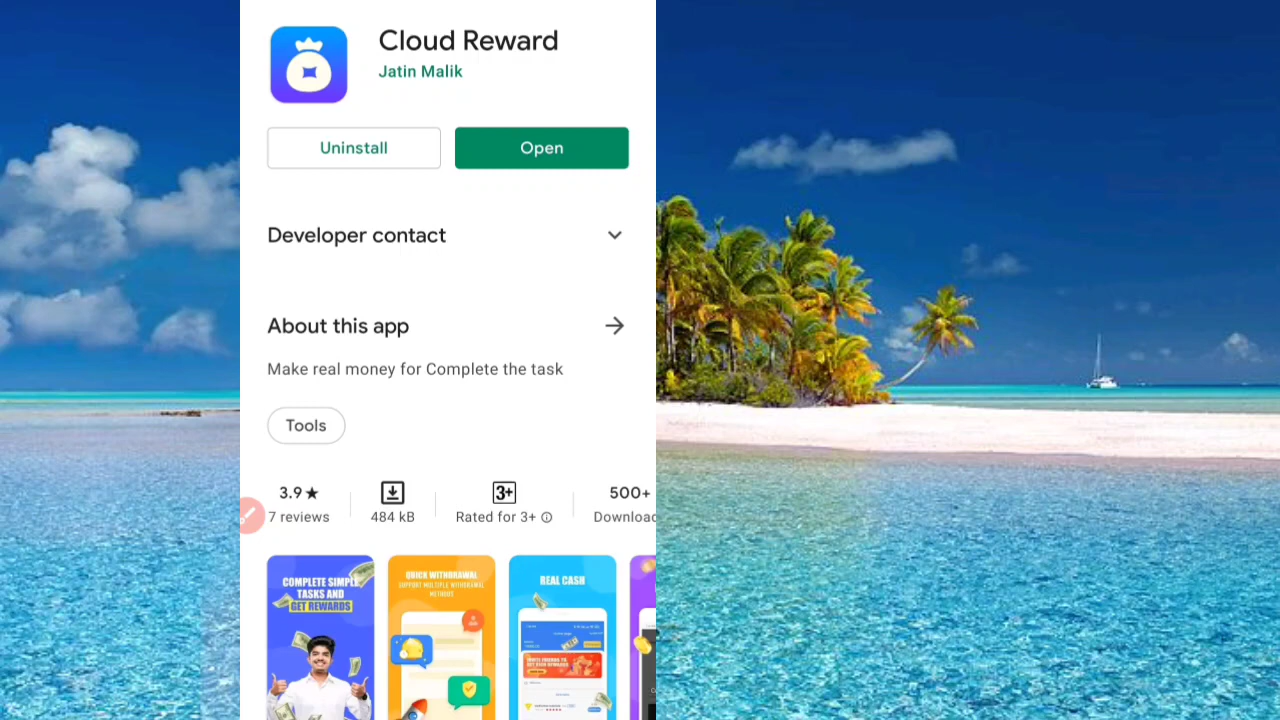 Cloud Reward
Jatin Malik
Uninstall
Open
Developer contact
About this app
Make real money for Complete the task
Tools
3.9★
7 reviews
484 kB
3+
Rated for 3+
500+
Downloa
COMPLETE SIMPLE
TASKS AND
GET REWARDS
QUICK WITHDRAWAL
SUPPORT MULTIPLE WITHDRAWAL
METHODS
REAL CASH